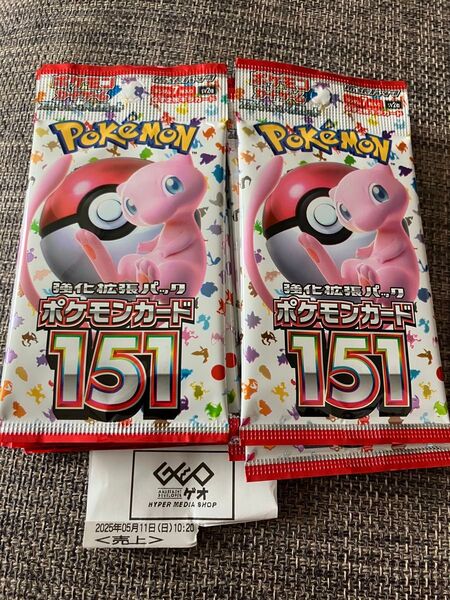 POKÉMON
強化拡張パック
ポケモンカード
151
POKÉMON
強化拡張パック
ポケモンカード
151
GEO
ゲオ
HYPER MEDIA SHOP
2025年05月11日(日)10:20
<売上>